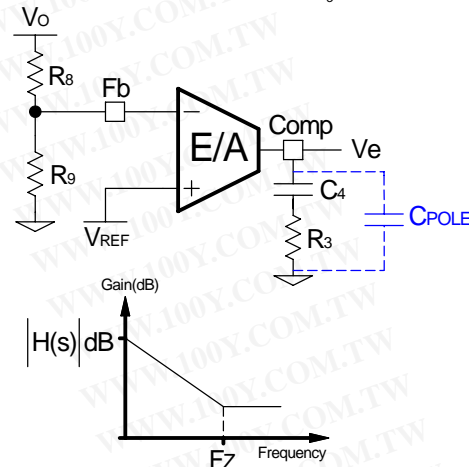 VO
R8
Fb
Comp
E/A
Ve
R9
C4
CPOLE
VREF
R3
Gain(dB)
|H(s)|dB
Frequency
FZ
WWW.100Y.COM.TW